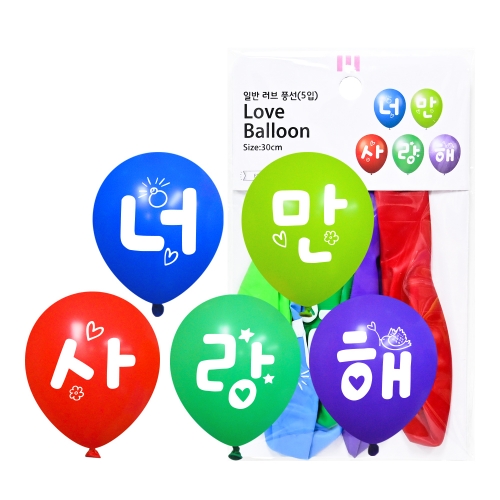 일반 러브 풍선(5입)
Love
Balloon
Size:30cm
너 만
사 랑 해
너 만
사 랑 해